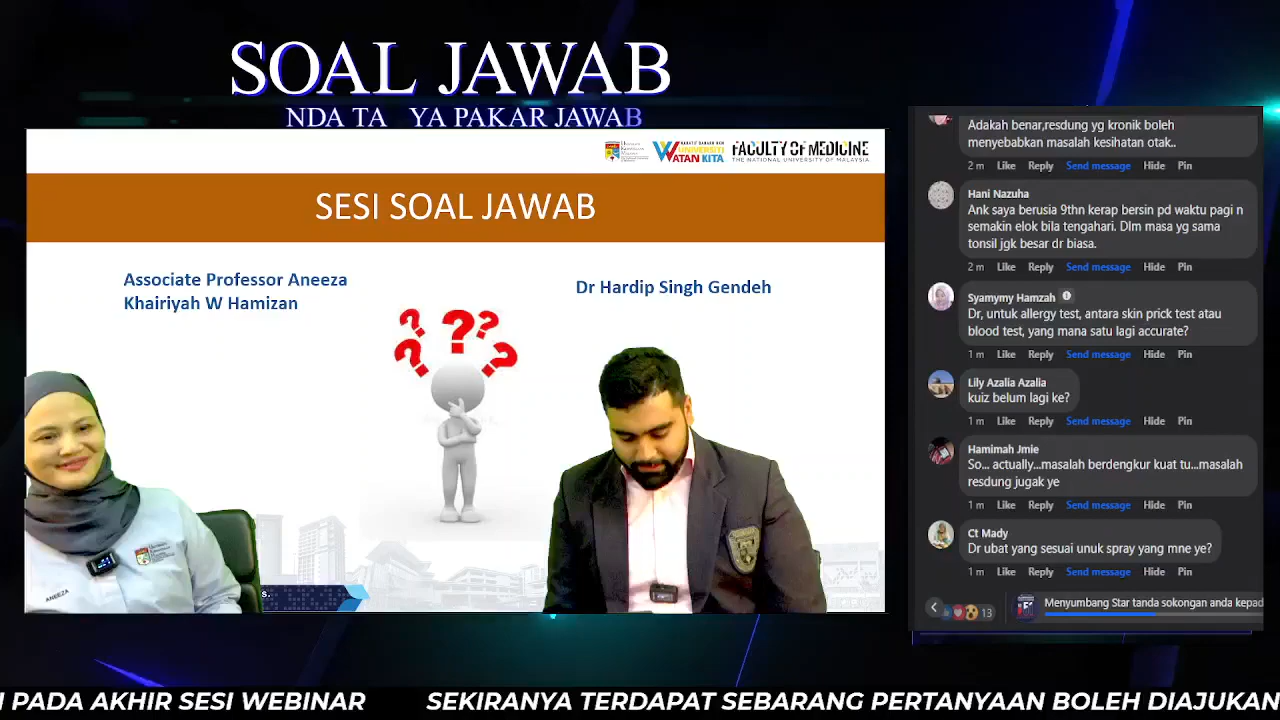 SOAL JAWAB
NDA TA YA PAKAR JAWAB
UNIVERSITI
WATAN KITA
FACULTY OF MEDICINE
THE NATIONAL UNIVERSITY OF MALAYSIA
SESI SOAL JAWAB
Associate Professor Aneeza
Khairiyah W Hamizan
Dr Hardip Singh Gendeh
ANEEZA
Adakah benar,resdung yg kronik boleh
menyebabkan masalah kesihatan otak..
2 m Like Reply Send message Hide Pin
Hani Nazuha
Ank saya berusia 9thn kerap bersin pd waktu pagi n
semakin elok bila tengahari. Dlm masa yg sama
tonsil jgk besar dr biasa.
2 m Like Reply Send message Hide Pin
Syamymy Hamzah
Dr, untuk allergy test, antara skin prick test atau
blood test, yang mana satu lagi accurate?
1 m Like Reply Send message Hide Pin
Lily Azalia Azalia
kuiz belum lagi ke?
1 m Like Reply Send message Hide Pin
Hamimah Jmie
So... actually...masalah berdengkur kuat tu...masalah
resdung jugak ye
1 m Like Reply Send message Hide Pin
Ct Mady
Dr ubat yang sesuai unuk spray yang mne ye?
1 m Like Reply Send message Hide Pin
13
Menyumbang Star tanda sokongan anda kepad
I PADA AKHIR SESI WEBINAR SEKIRANYA TERDAPAT SEBARANG PERTANYAAN BOLEH DIAJUKAN